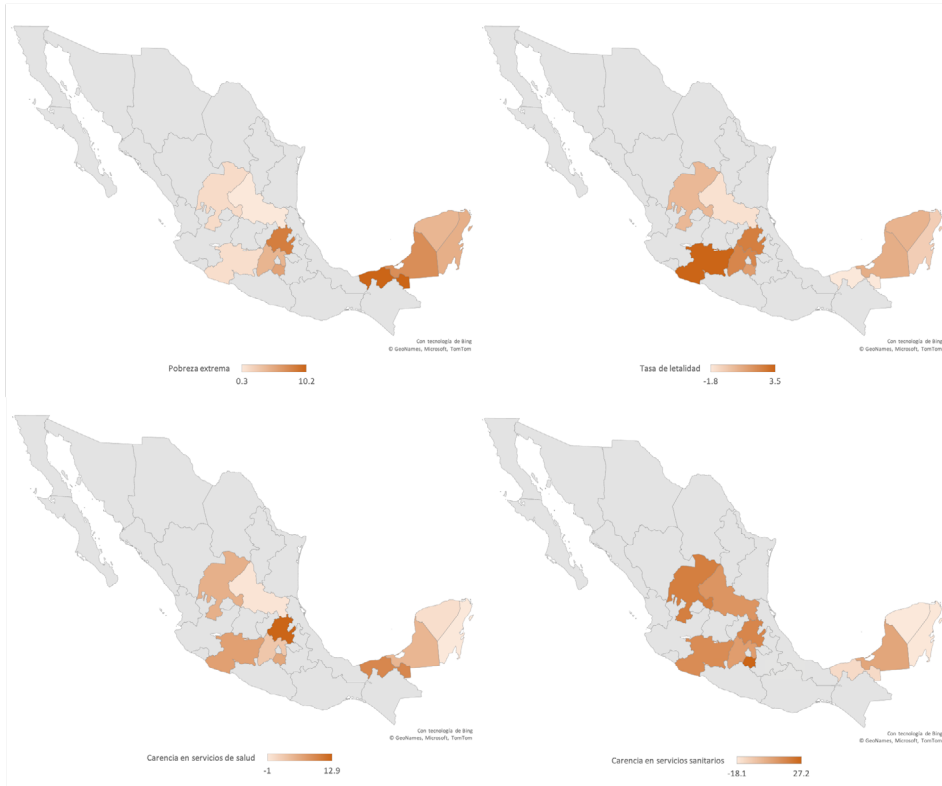 Con tecnología de Bing
© GeoNames, Microsoft, TomTom
Pobreza extrema
0.3 10.2
Con tecnología de Bing
© GeoNames, Microsoft, TomTom
Tasa de letalidad
-1.8 3.5
Con tecnología de Bing
© GeoNames, Microsoft, TomTom
Carencia en servicios de salud
-1 12.9
Con tecnología de Bing
© GeoNames, Microsoft, TomTom
Carencia en servicios sanitarios
-18.1 27.2